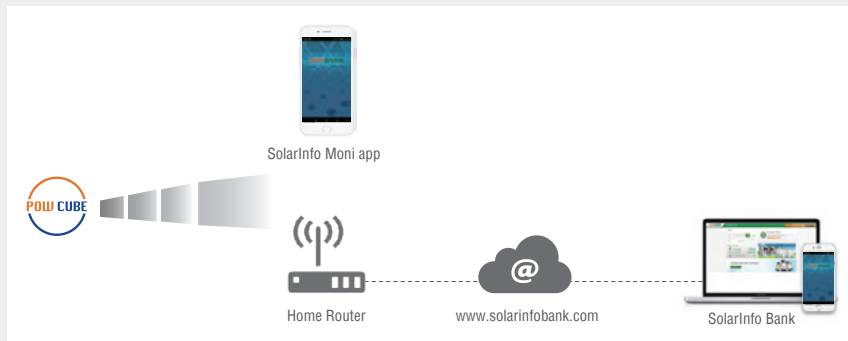 SolarInfo Moni app
POW CUBE
@
Home Router
www.solarinfobank.com
SolarInfo Bank